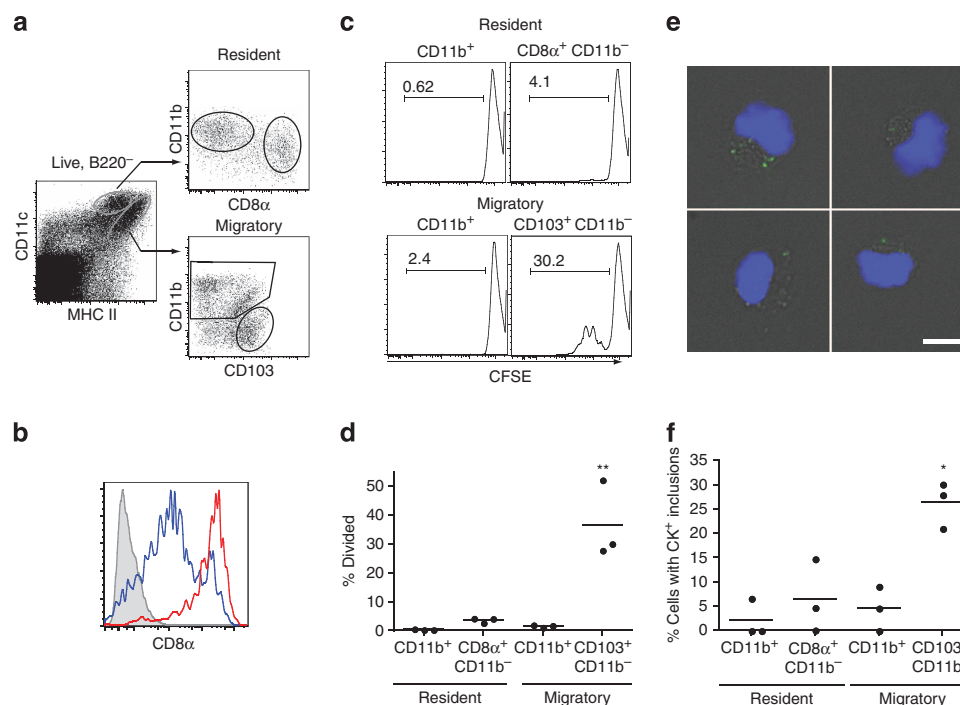 a
Resident
CD11b
CD8α
Live, B220⁻
CD11c
MHC II
Migratory
CD11b
CD103
b
CD8α
c
Resident
CD11b⁺
CD8α⁺ CD11b⁻
0.62
4.1
Migratory
CD11b⁺
CD103⁺ CD11b⁻
2.4
30.2
CFSE
d
**
% Divided
50
40
30
20
10
0
CD11b⁺
CD8α⁺
CD11b⁻
CD11b⁺
CD103⁺
CD11b⁻
Resident
Migratory
e
f
*
% Cells with CK⁺ inclusions
35
30
25
20
15
10
5
0
CD11b⁺
CD8α⁺
CD11b⁻
CD11b⁺
CD103
CD11b
Resident
Migratory